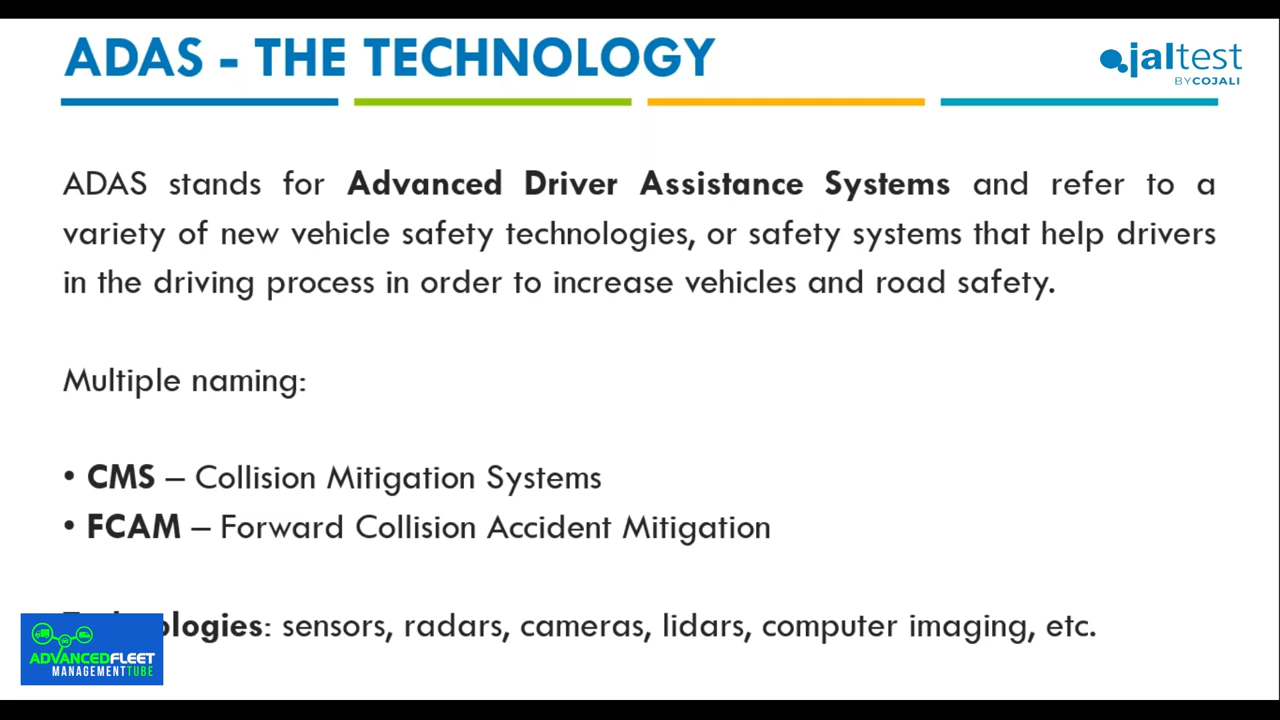 ADAS - THE TECHNOLOGY
jaltest
BY COJALI
ADAS stands for Advanced Driver Assistance Systems and refer to a
variety of new vehicle safety technologies, or safety systems that help drivers
in the driving process in order to increase vehicles and road safety.
Multiple naming:
• CMS – Collision Mitigation Systems
• FCAM – Forward Collision Accident Mitigation
: sensors, radars, cameras, lidars, computer imaging, etc.
ADVANCEDFLEET
MANAGEMENTTUBE